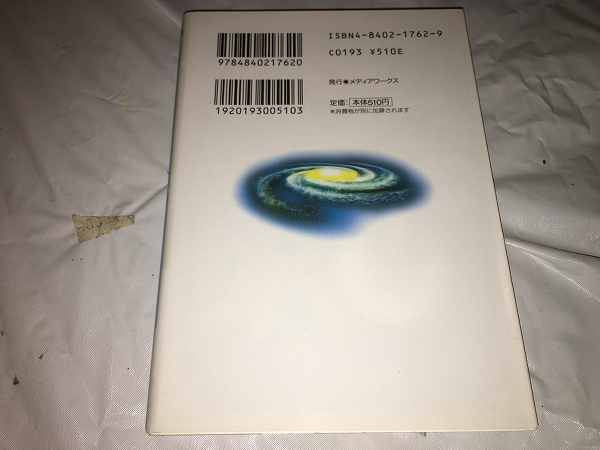 ISBN4-8402-1762-9
C0193 ¥510E
9784840217620
発行●メディアワークス
定価：本体510円
※消費税が別に加算されます
1920193005103